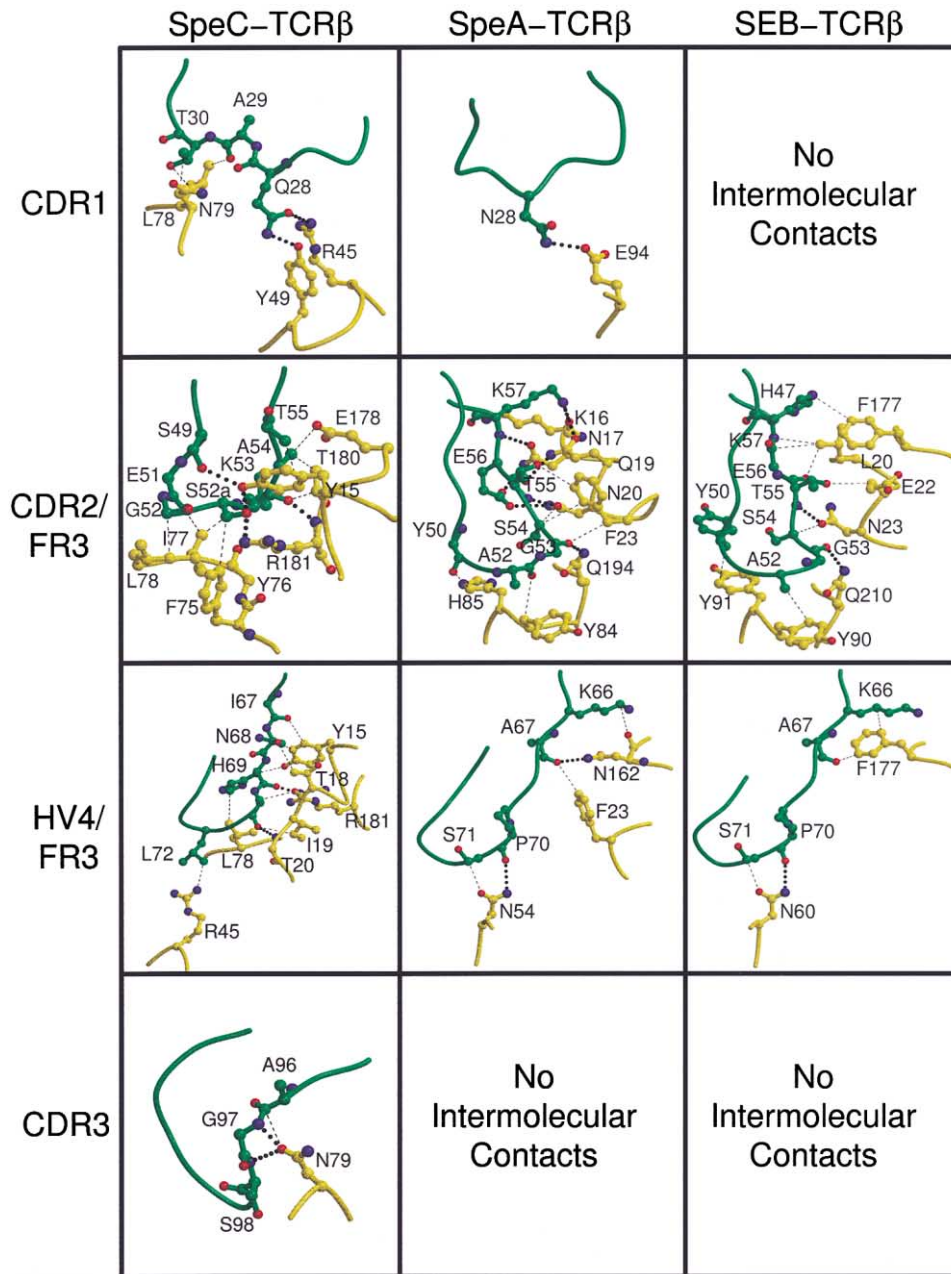 SpeC–TCRβ SpeA–TCRβ SEB–TCRβ
CDR1
T30
A29
Q28
L78
N79
R45
Y49
N28
E94
No
Intermolecular
Contacts
CDR2/
FR3
S49
T55
E178
A54
K53
T180
E51
S52a
Y15
G52
I77
R181
L78
Y76
F75
K57
K16
N17
E56
Q19
T55
N20
Y50
S54
G53
F23
A52
Q194
H85
Y84
H47
F177
K57
L20
E56
Y50
T55
E22
S54
N23
G53
A52
Y91
Q210
Y90
HV4/
FR3
I67
N68
Y15
H69
T18
R181
L72
L78
I19
T20
R45
K66
A67
N162
F23
S71
P70
N54
K66
A67
F177
S71
P70
N60
CDR3
A96
G97
N79
S98
No
Intermolecular
Contacts
No
Intermolecular
Contacts